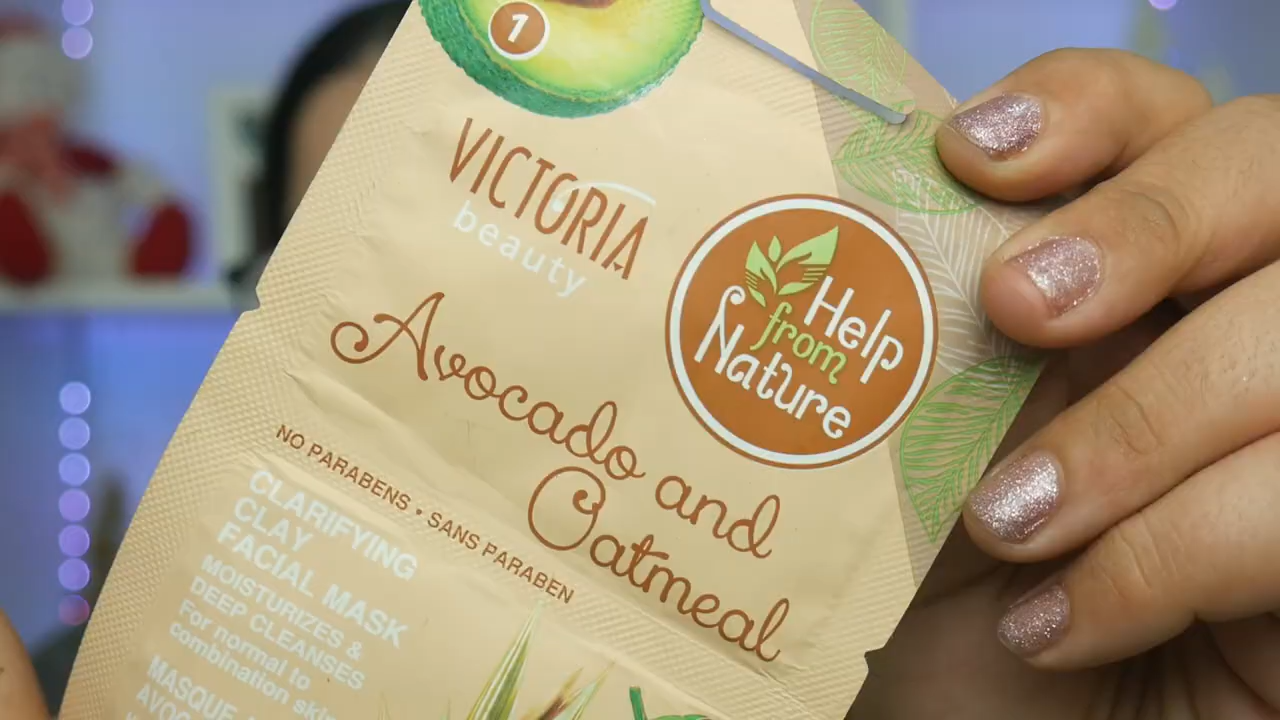 1
VICTORIA
beauty
Help
from
Nature
Avocado and
Oatmeal
NO PARABENS • SANS PARABEN
CLARIFYING
CLAY
FACIAL MASK
MOISTURIZES &
DEEP CLEANSES
For normal to
combination skin
MASQUE